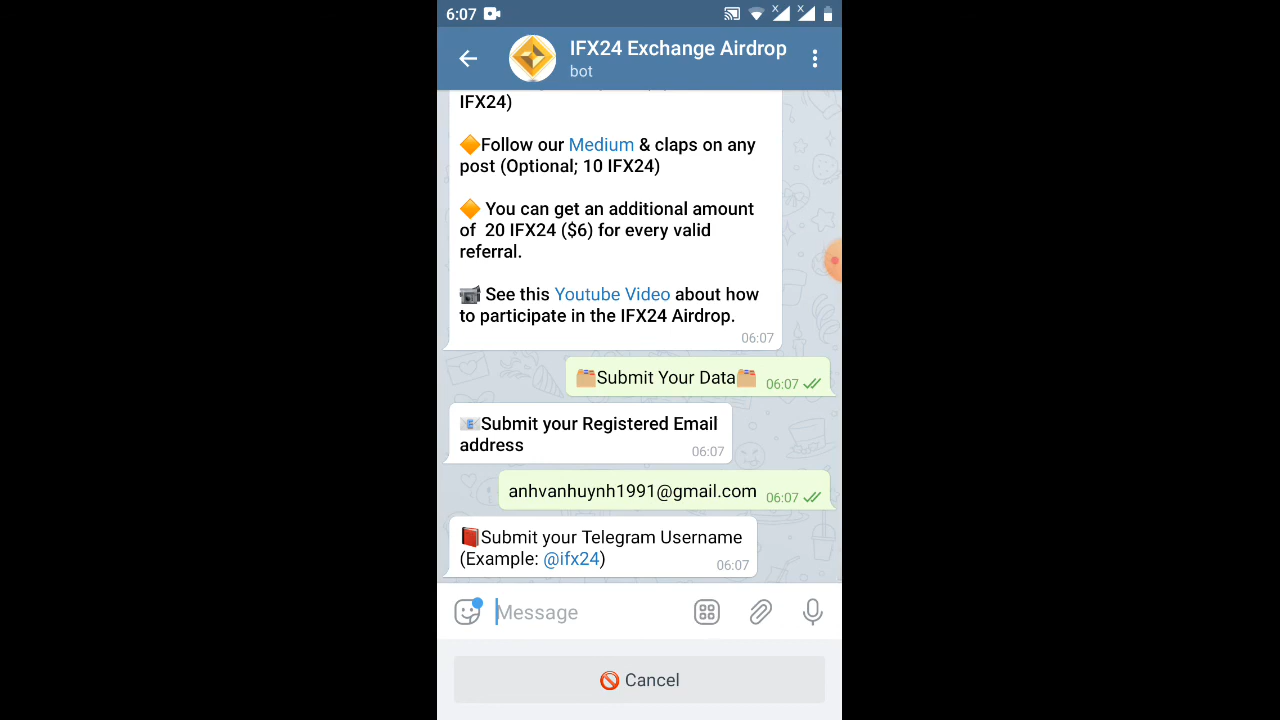 6:07
IFX24 Exchange Airdrop
bot
IFX24)
🔶Follow our Medium & claps on any
post (Optional; 10 IFX24)
🔶 You can get an additional amount
of 20 IFX24 ($6) for every valid
referral.
📹 See this Youtube Video about how
to participate in the IFX24 Airdrop.
06:07
🗂Submit Your Data🗂 06:07
📧Submit your Registered Email
address 06:07
anhvanhuynh1991@gmail.com 06:07
📕Submit your Telegram Username
(Example: @ifx24) 06:07
Message
🚫 Cancel